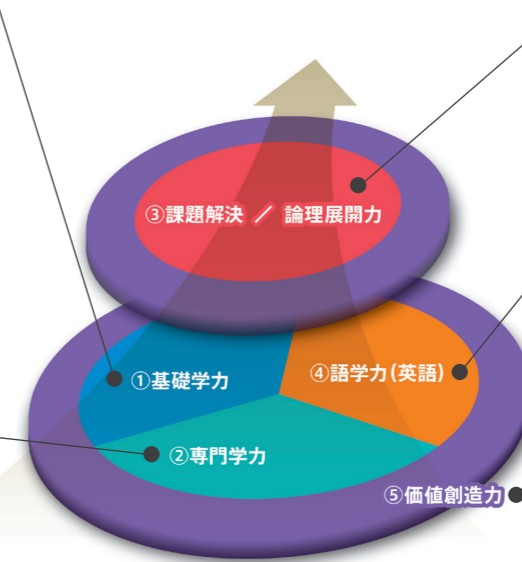 ③課題解決 ／ 論理展開力
①基礎学力
④語学力(英語)
②専門学力
⑤価値創造力